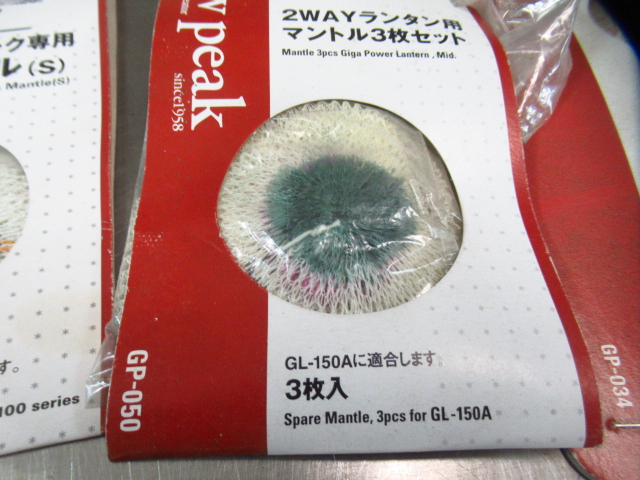 ク専用
ル(S)
Mantle(S)
す。
100 series
w peak
since1958
2WAYランタン用
マントル3枚セット
Mantle 3pcs Giga Power Lantern , Mid.
GL-150Aに適合します。
3枚入
Spare Mantle, 3pcs for GL-150A
GP-050
GP-034